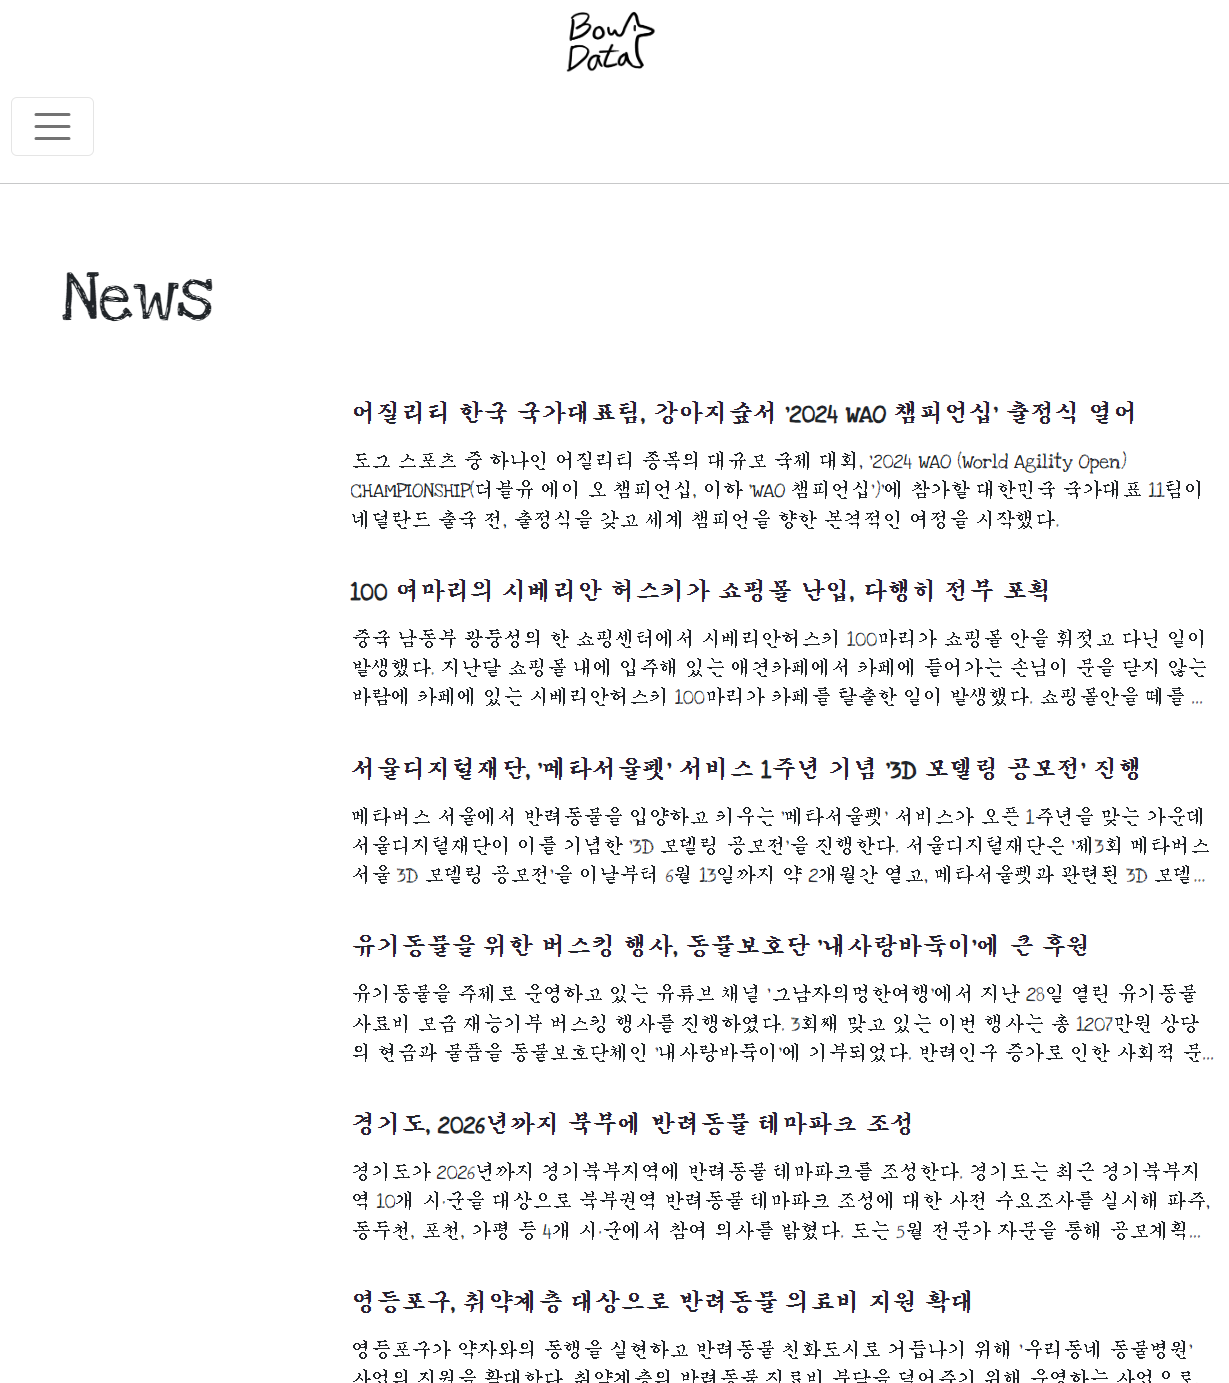 Bow
Data
News
어질리티 한국 국가대표팀, 강아지숲서 '2024 WAO 챔피언십' 출정식 열어
도그 스포츠 중 하나인 어질리티 종목의 대규모 국제 대회, '2024 WAO (World Agility Open)
CHAMPIONSHIP(더블유 에이 오 챔피언십, 이하 'WAO 챔피언십')'에 참가할 대한민국 국가대표 11팀이
네덜란드 출국 전, 출정식을 갖고 세계 챔피언을 향한 본격적인 여정을 시작했다.
100 여마리의 시베리안 허스키가 쇼핑몰 난입, 다행히 전부 포획
중국 남동부 광둥성의 한 쇼핑센터에서 시베리안허스키 100마리가 쇼핑몰 안을 휘젓고 다닌 일이
발생했다. 지난달 쇼핑몰 내에 입주해 있는 애견카페에서 카페에 들어가는 손님이 문을 닫지 않는
바람에 카페에 있는 시베리안허스키 100마리가 카페를 탈출한 일이 발생했다. 쇼핑몰안을 떼를 ...
서울디지털재단, '메타서울펫' 서비스 1주년 기념 '3D 모델링 공모전' 진행
메타버스 서울에서 반려동물을 입양하고 키우는 '메타서울펫' 서비스가 오픈 1주년을 맞는 가운데
서울디지털재단이 이를 기념한 '3D 모델링 공모전'을 진행한다. 서울디지털재단은 '제3회 메타버스
서울 3D 모델링 공모전'을 이날부터 6월 13일까지 약 2개월간 열고, 메타서울펫과 관련된 3D 모델...
유기동물을 위한 버스킹 행사, 동물보호단 '내사랑바둑이'에 큰 후원
유기동물을 주제로 운영하고 있는 유튜브 채널 '그남자의멍한여행'에서 지난 28일 열린 유기동물
사료비 모금 재능기부 버스킹 행사를 진행하였다. 3회째 맞고 있는 이번 행사는 총 1207만원 상당
의 현금과 물품을 동물보호단체인 '내사랑바둑이'에 기부되었다. 반려인구 증가로 인한 사회적 문...
경기도, 2026년까지 북부에 반려동물 테마파크 조성
경기도가 2026년까지 경기북부지역에 반려동물 테마파크를 조성한다. 경기도는 최근 경기북부지
역 10개 시·군을 대상으로 북부권역 반려동물 테마파크 조성에 대한 사전 수요조사를 실시해 파주,
동두천, 포천, 가평 등 4개 시·군에서 참여 의사를 밝혔다. 도는 5월 전문가 자문을 통해 공모계획...
영등포구, 취약계층 대상으로 반려동물 의료비 지원 확대
영등포구가 약자와의 동행을 실현하고 반려동물 친화도시로 거듭나기 위해 '우리동네 동물병원'
사업의 지원을 확대한다. 취약계층의 반려동물 진료비 부담을 덜어주기 위해 운영하는 사업으로